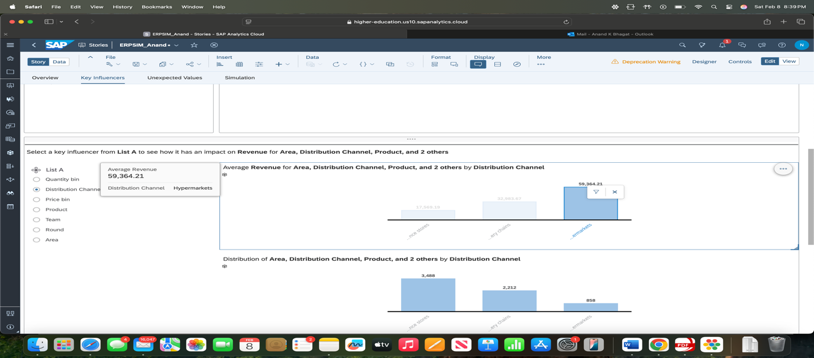 Safari File Edit View History Bookmarks Window Help Sat Feb 8 8:39 PM
higher-education.us10.sapanalytics.cloud
ERPSIM_Anand+ - Stories - SAP Analytics Cloud
Mail - Anand K Bhagat - Outlook
SAP Stories ERPSIM_Anand+
Story Data
File
Insert
Data
Format
Display
More
Deprecation Warning Designer Controls Edit View
Overview Key Influencers Unexpected Values Simulation
Select a key influencer from List A to see how it has an impact on Revenue for Area, Distribution Channel, Product, and 2 others
List A
Quantity bin
Distribution Channe
Price bin
Product
Team
Round
Area
Average Revenue
59,364.21
Distribution Channel Hypermarkets
Average Revenue for Area, Distribution Channel, Product, and 2 others by Distribution Channel
59,364.21
Distribution of Area, Distribution Channel, Product, and 2 others by Distribution Channel
3,488
2,212
858